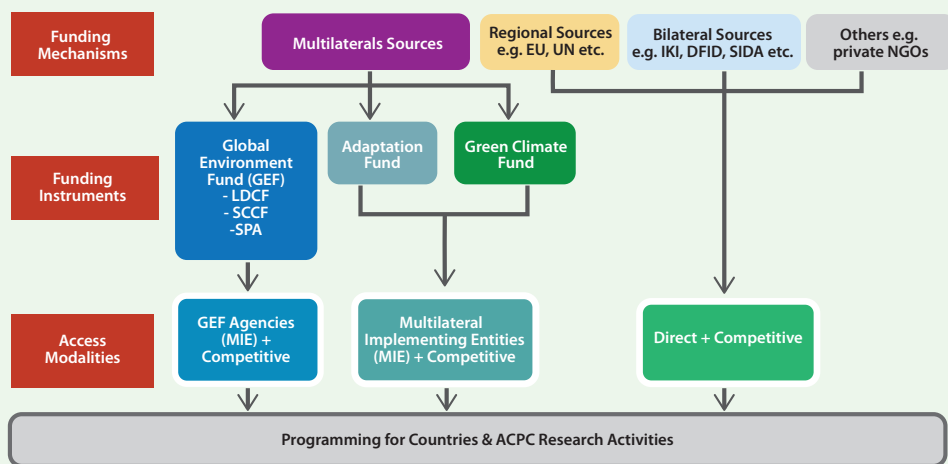 Funding
Mechanisms
Multilaterals Sources
Regional Sources
e.g. EU, UN etc.
Bilateral Sources
e.g. IKI, DFID, SIDA etc.
Others e.g.
private NGOs
Funding
Instruments
Global
Environment
Fund (GEF)
- LDCF
- SCCF
-SPA
Adaptation
Fund
Green Climate
Fund
Access
Modalities
GEF Agencies
(MIE) +
Competitive
Multilateral
Implementing Entities
(MIE) + Competitive
Direct + Competitive
Programming for Countries & ACPC Research Activities